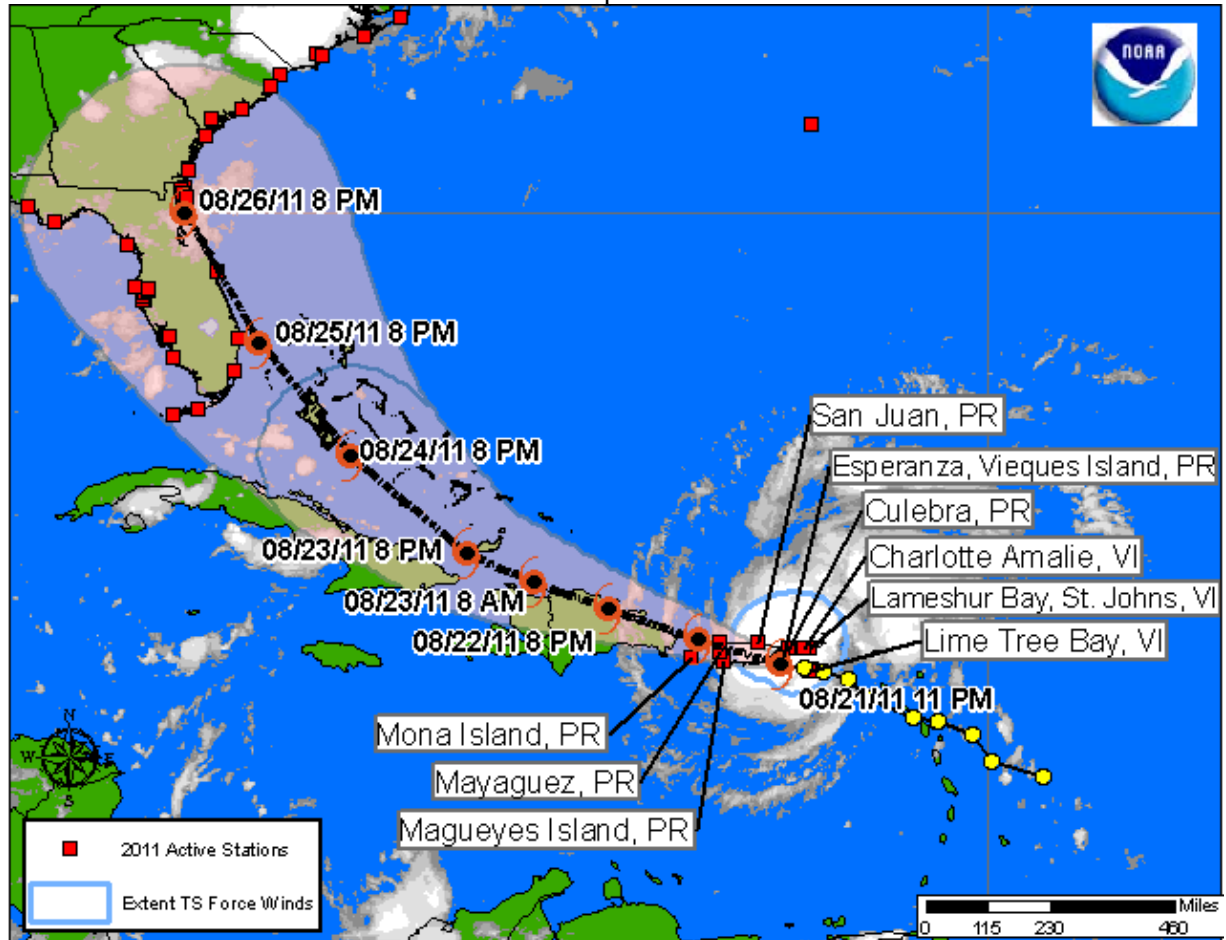 NOAA
08/26/11 8 PM
08/25/11 8 PM
08/24/11 8 PM
08/23/11 8 PM
08/23/11 8 AM
08/22/11 8 PM
08/21/11 11 PM
San Juan, PR
Esperanza, Vieques Island, PR
Culebra, PR
Charlotte Amalie, VI
Lameshur Bay, St. Johns, VI
Lime Tree Bay, VI
Mona Island, PR
Mayaguez, PR
Magueyes Island, PR
N
W E
S
2011 Active Stations
Extent TS Force Winds
Miles
0 115 230 460